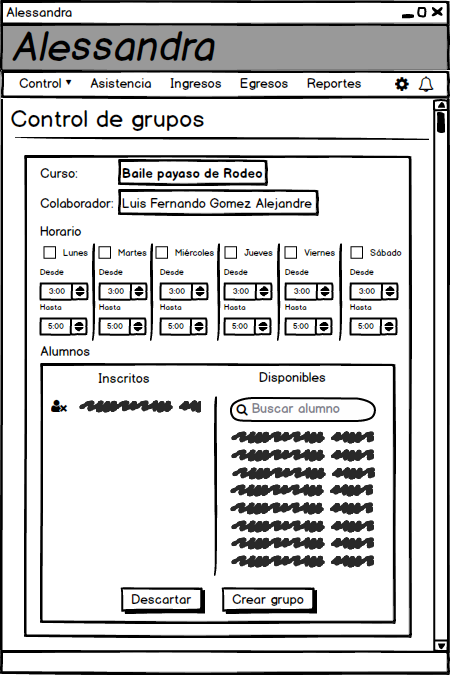 Alessandra
Alessandra
Control Asistencia Ingresos Egresos Reportes
Control de grupos
Curso: Baile payaso de Rodeo
Colaborador: Luis Fernando Gomez Alejandre
Horario
Lunes Martes Miércoles Jueves Viernes Sábado
Desde Desde Desde Desde Desde Desde
3:00 3:00 3:00 3:00 3:00 3:00
Hasta Hasta Hasta Hasta Hasta Hasta
5:00 5:00 5:00 5:00 5:00 5:00
Alumnos
Inscritos Disponibles
Buscar alumno
Descartar Crear grupo